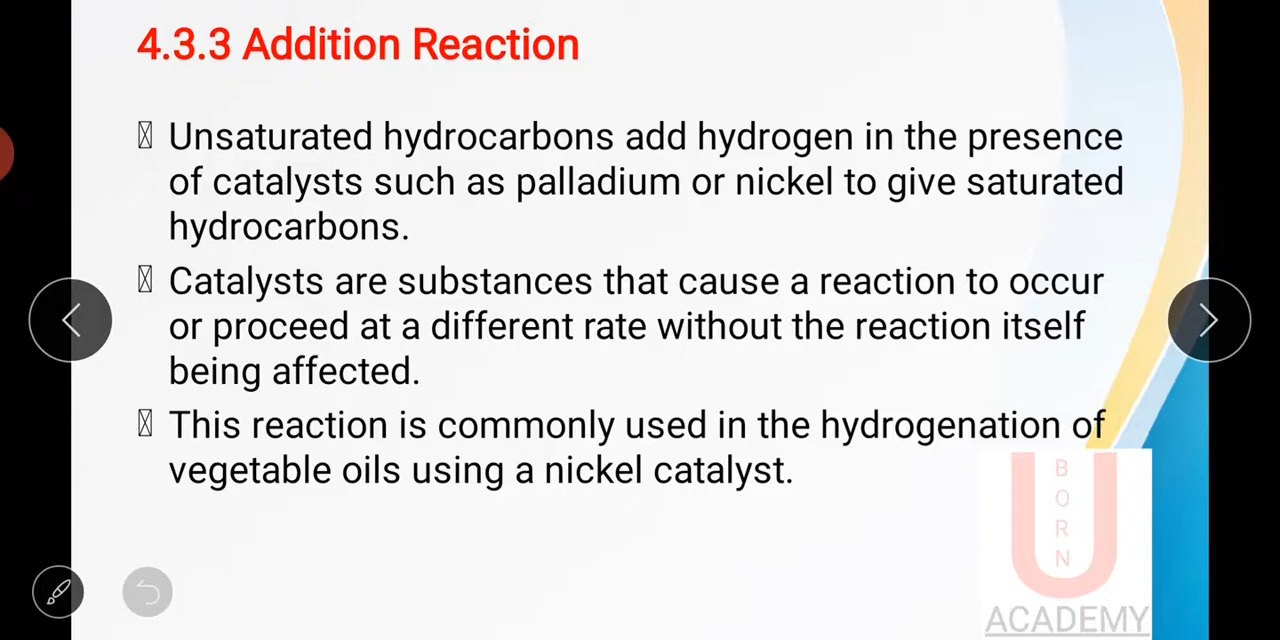 4.3.3 Addition Reaction
Unsaturated hydrocarbons add hydrogen in the presence
of catalysts such as palladium or nickel to give saturated
hydrocarbons.
Catalysts are substances that cause a reaction to occur
or proceed at a different rate without the reaction itself
being affected.
This reaction is commonly used in the hydrogenation of
vegetable oils using a nickel catalyst.
U
BORN
ACADEMY